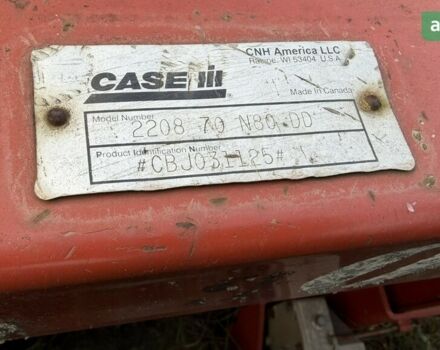 CNH America LLC
Racine, WI 53404 U.S.A.
CASE IH
Made in Canada
Model Number
2208 70 N80 DD
Product Identification Number
#CBJ031125#
a